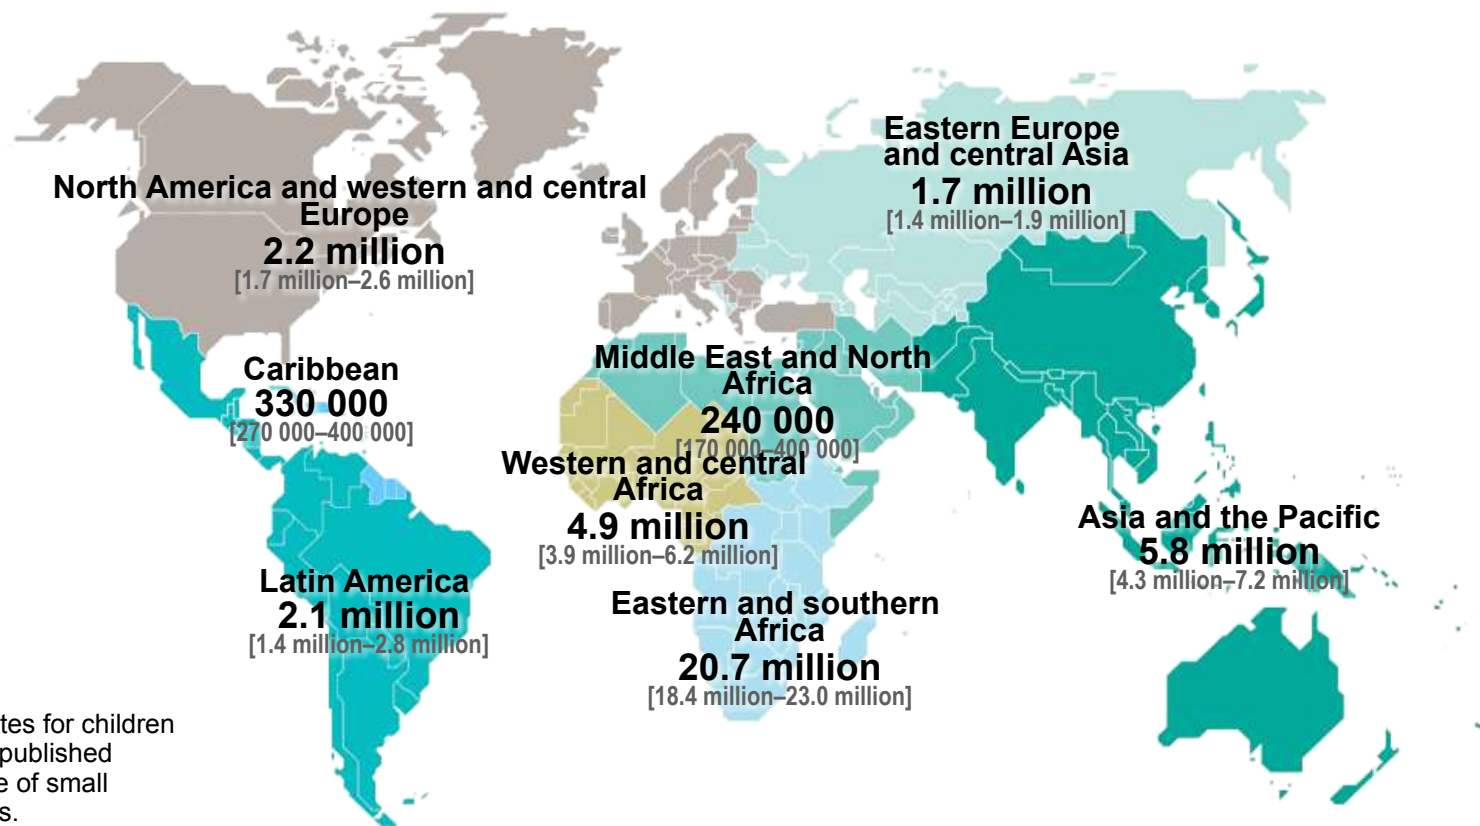 Eastern Europe
and central Asia
1.7 million
[1.4 million–1.9 million]
North America and western and central
Europe
2.2 million
[1.7 million–2.6 million]
Caribbean
330 000
[270 000–400 000]
Middle East and North
Africa
240 000
[170 000–400 000]
Western and central
Africa
4.9 million
[3.9 million–6.2 million]
Asia and the Pacific
5.8 million
[4.3 million–7.2 million]
Latin America
2.1 million
[1.4 million–2.8 million]
Eastern and southern
Africa
20.7 million
[18.4 million–23.0 million]
tes for children
published
e of small
s.